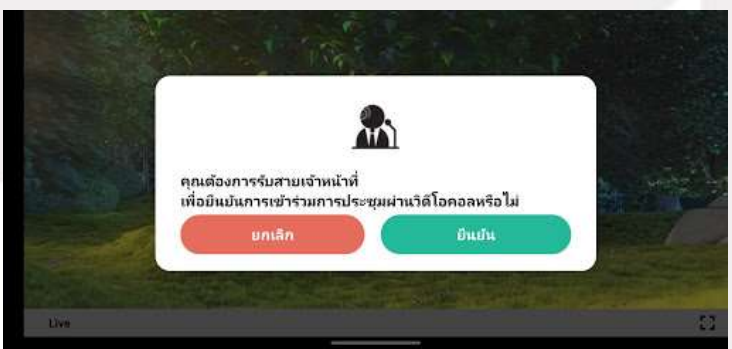 คุณต้องการรับสายเจ้าหน้าที่
เพื่อยืนยันการเข้าร่วมการประชุมผ่านวิดีโอคอลหรือไม่
ยกเลิก
ยืนยัน
Live